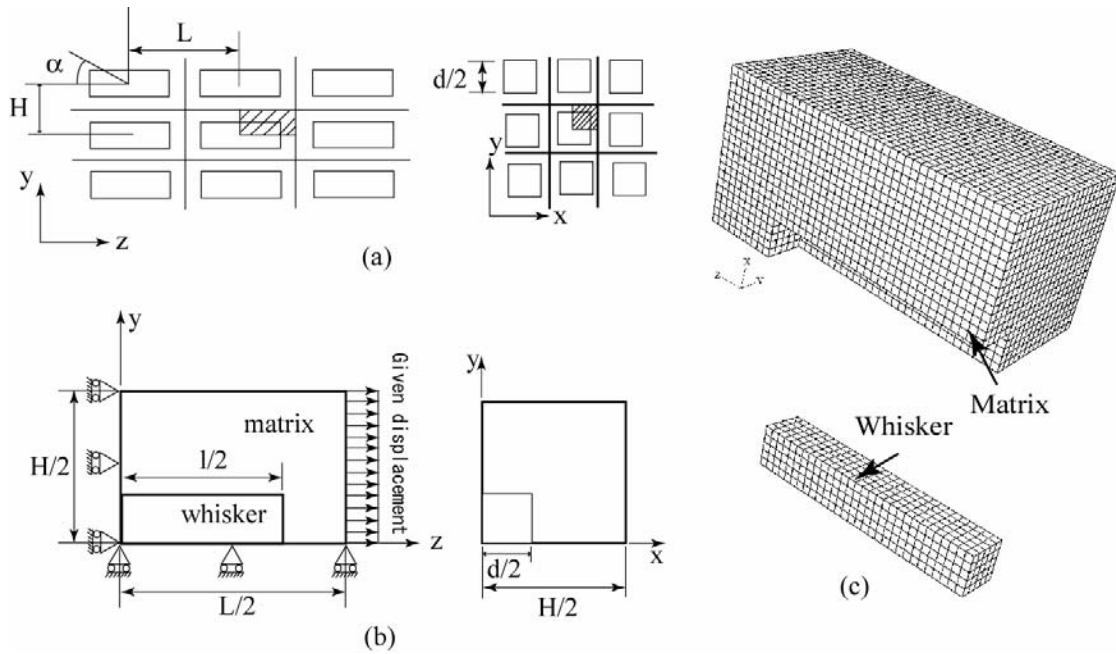 L
α
H
y
z
d/2
y
x
(a)
y
H/2
matrix
l/2
whisker
z
L/2
Given displacement
y
x
d/2
H/2
(b)
x
z
Matrix
Whisker
(c)